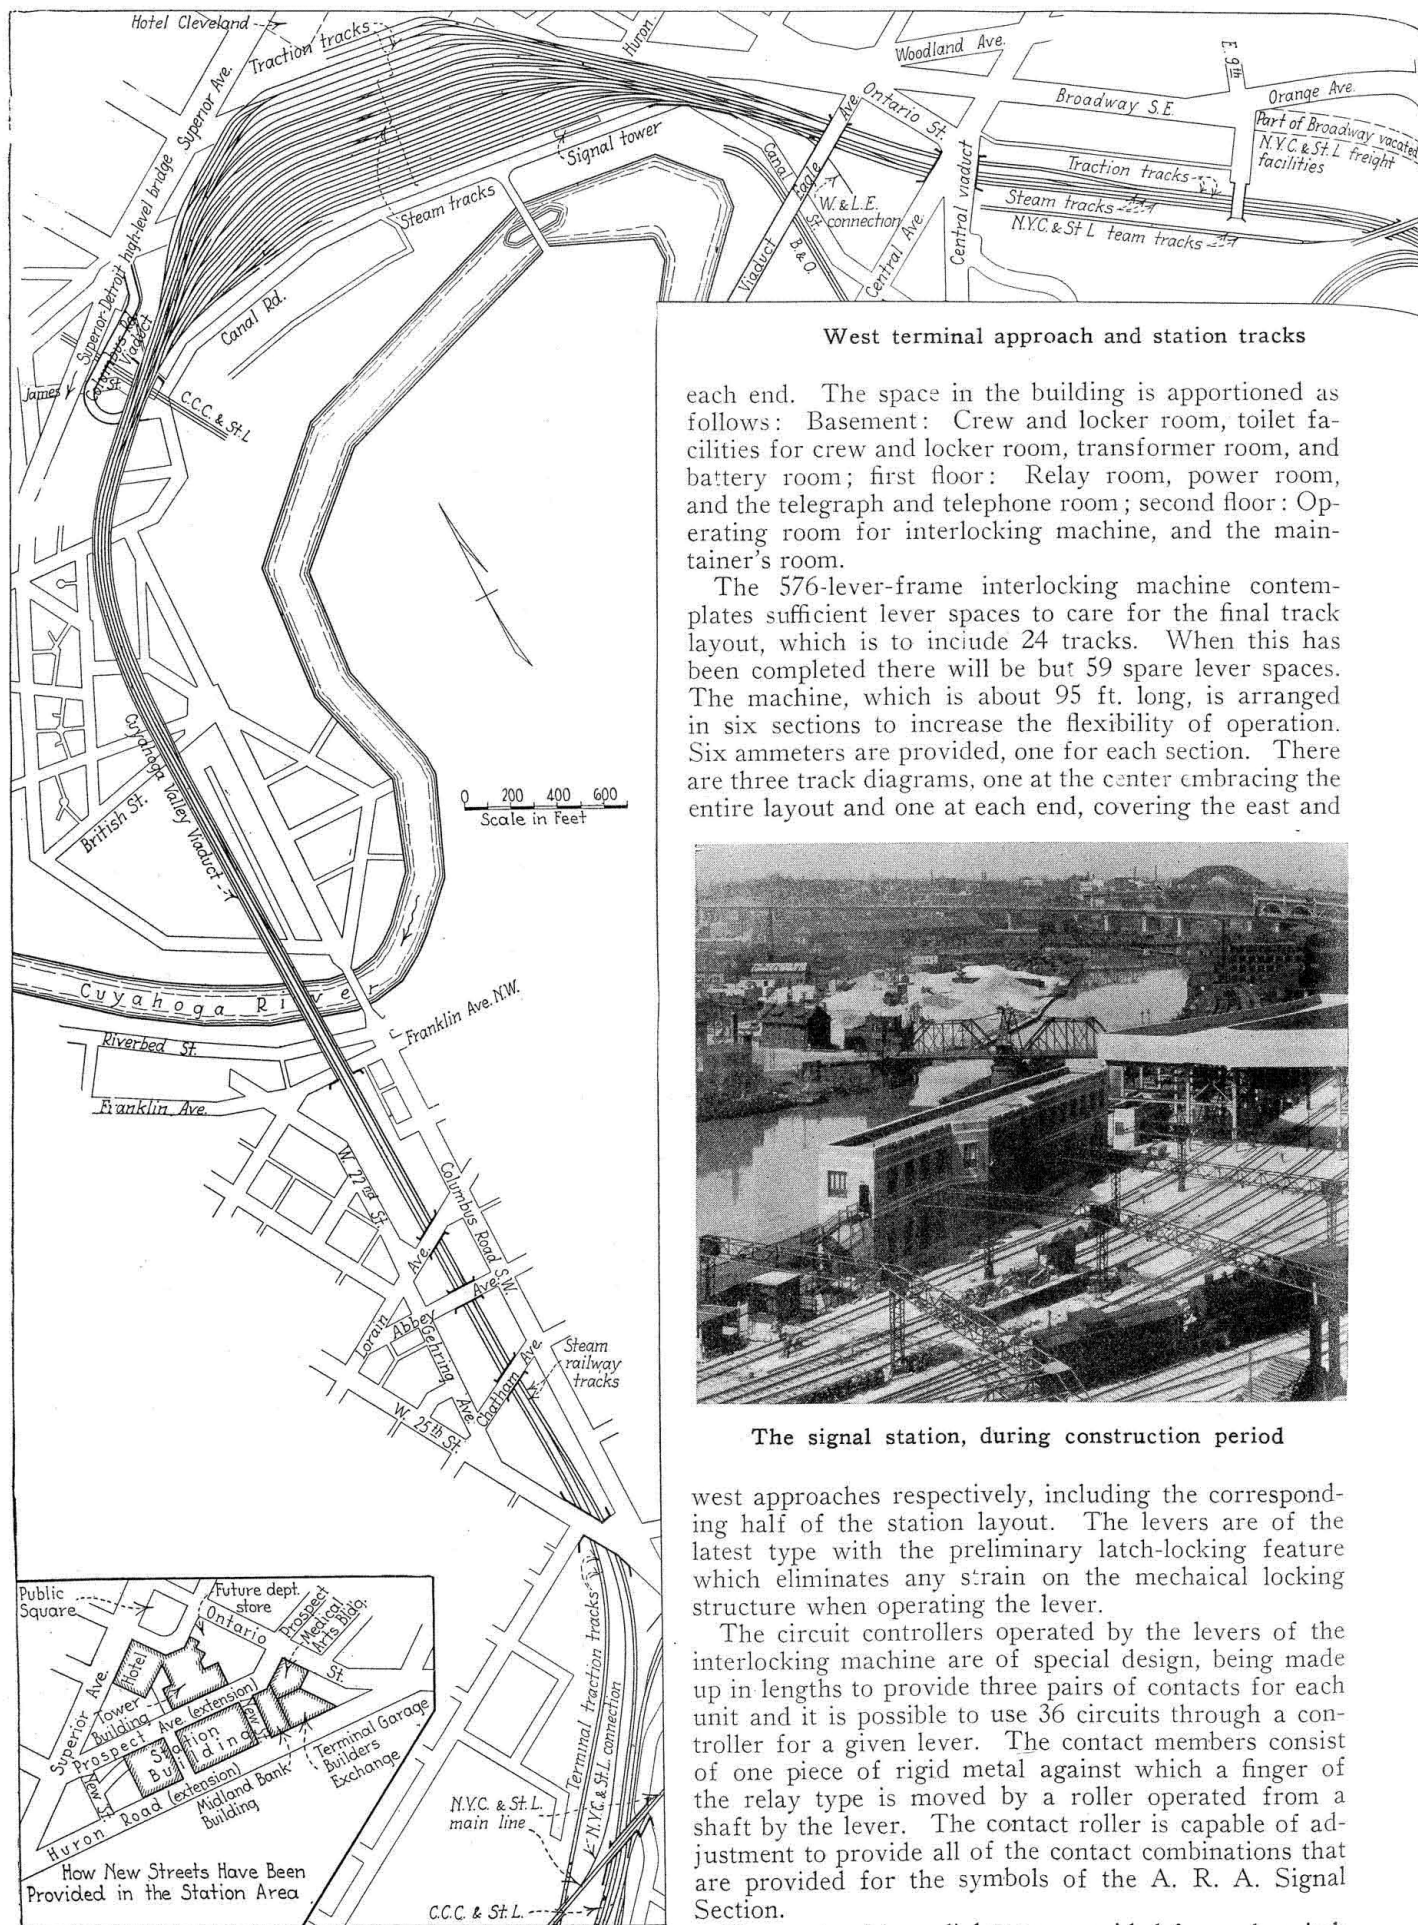 Hotel Cleveland
Traction tracks
Superior Ave.
Huron
Woodland Ave.
E. 9th
Orange Ave.
Broadway S.E.
Part of Broadway vacated
N.Y.C. & St. L freight
facilities
Ontario St.
Eagle Ave.
Viaduct
Signal tower
Canal
St.
B. & O.
W. & L.E.
connection
Central Ave.
Central viaduct
Traction tracks
Steam tracks
N.Y.C. & St L team tracks
Steam tracks
Superior-Detroit high-level bridge
Canal Rd.
Columbus Rd.
Viaduct
James
St.
C.C.C. & St. L
Cuyahoga Valley Viaduct
British St.
0 200 400 600
Scale in Feet
Cuyahoga River
Franklin Ave. N.W.
Riverbed St.
Franklin Ave.
W. 22nd St.
Columbus Road S.W.
Lorain
Ave.
Abbey
Ave.
Gehring
Ave.
Chatham Ave.
Steam
railway
tracks
W. 25th St.
Terminal traction tracks
N.Y.C. & St. L. connection
N.Y.C. & St. L.
main line
C.C.C. & St. L.
Public
Square
Future dept.
store
Ontario
St.
Prospect
Medical
Arts Bldg.
Superior Ave.
Hotel
Tower
Building
Prospect Ave (extension)
Station
Building
New St.
New St.
Huron Road (extension)
Midland Bank
Building
Terminal Garage
Builders
Exchange
How New Streets Have Been
Provided in the Station Area
West terminal approach and station tracks
each end. The space in the building is apportioned as
follows: Basement: Crew and locker room, toilet fa-
cilities for crew and locker room, transformer room, and
battery room; first floor: Relay room, power room,
and the telegraph and telephone room; second floor: Op-
erating room for interlocking machine, and the main-
tainer's room.
The 576-lever-frame interlocking machine contem-
plates sufficient lever spaces to care for the final track
layout, which is to include 24 tracks. When this has
been completed there will be but 59 spare lever spaces.
The machine, which is about 95 ft. long, is arranged
in six sections to increase the flexibility of operation.
Six ammeters are provided, one for each section. There
are three track diagrams, one at the center embracing the
entire layout and one at each end, covering the east and
The signal station, during construction period
west approaches respectively, including the correspond-
ing half of the station layout. The levers are of the
latest type with the preliminary latch-locking feature
which eliminates any strain on the mechaical locking
structure when operating the lever.
The circuit controllers operated by the levers of the
interlocking machine are of special design, being made
up in lengths to provide three pairs of contacts for each
unit and it is possible to use 36 circuits through a con-
troller for a given lever. The contact members consist
of one piece of rigid metal against which a finger of
the relay type is moved by a roller operated from a
shaft by the lever. The contact roller is capable of ad-
justment to provide all of the contact combinations that
are provided for the symbols of the A. R. A. Signal
Section.